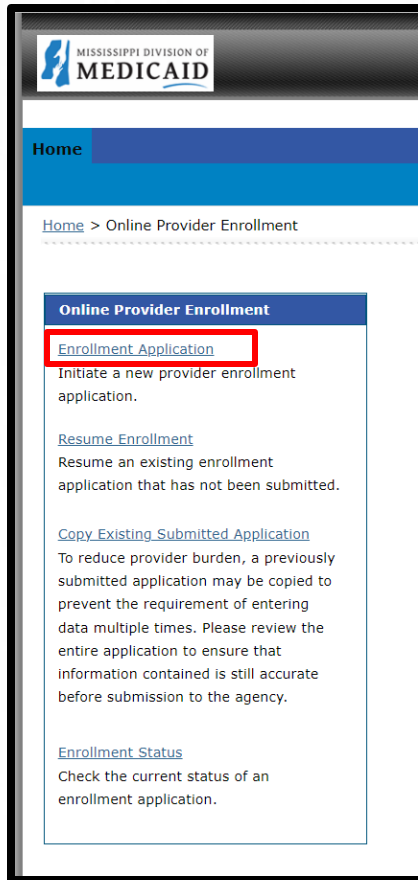 MISSISSIPPI DIVISION OF
MEDICAID
Home
Home > Online Provider Enrollment
Online Provider Enrollment
Enrollment Application
Initiate a new provider enrollment
application.
Resume Enrollment
Resume an existing enrollment
application that has not been submitted.
Copy Existing Submitted Application
To reduce provider burden, a previously
submitted application may be copied to
prevent the requirement of entering
data multiple times. Please review the
entire application to ensure that
information contained is still accurate
before submission to the agency.
Enrollment Status
Check the current status of an
enrollment application.